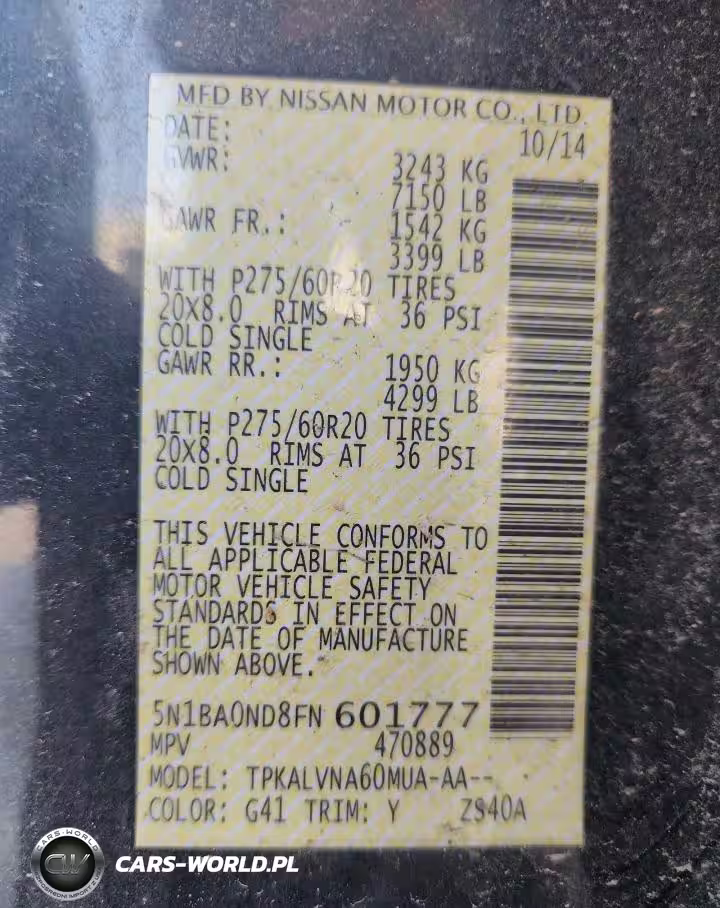 MFD BY NISSAN MOTOR CO., LTD.
DATE: 10/14
GVWR: 3243 KG
7150 LB
GAWR FR.: 1542 KG
3399 LB
WITH P275/60R20 TIRES
20X8.0 RIMS AT 36 PSI
COLD SINGLE
GAWR RR.: 1950 KG
4299 LB
WITH P275/60R20 TIRES
20X8.0 RIMS AT 36 PSI
COLD SINGLE
THIS VEHICLE CONFORMS TO
ALL APPLICABLE FEDERAL
MOTOR VEHICLE SAFETY
STANDARDS IN EFFECT ON
THE DATE OF MANUFACTURE
SHOWN ABOVE.
5N1BA0ND8FN 601777
MPV 470889
MODEL: TPKALVNA60MUA-AA--
COLOR: G41 TRIM: Y ZS40A
CARS-WORLD
CW
CARS-WORLD.PL